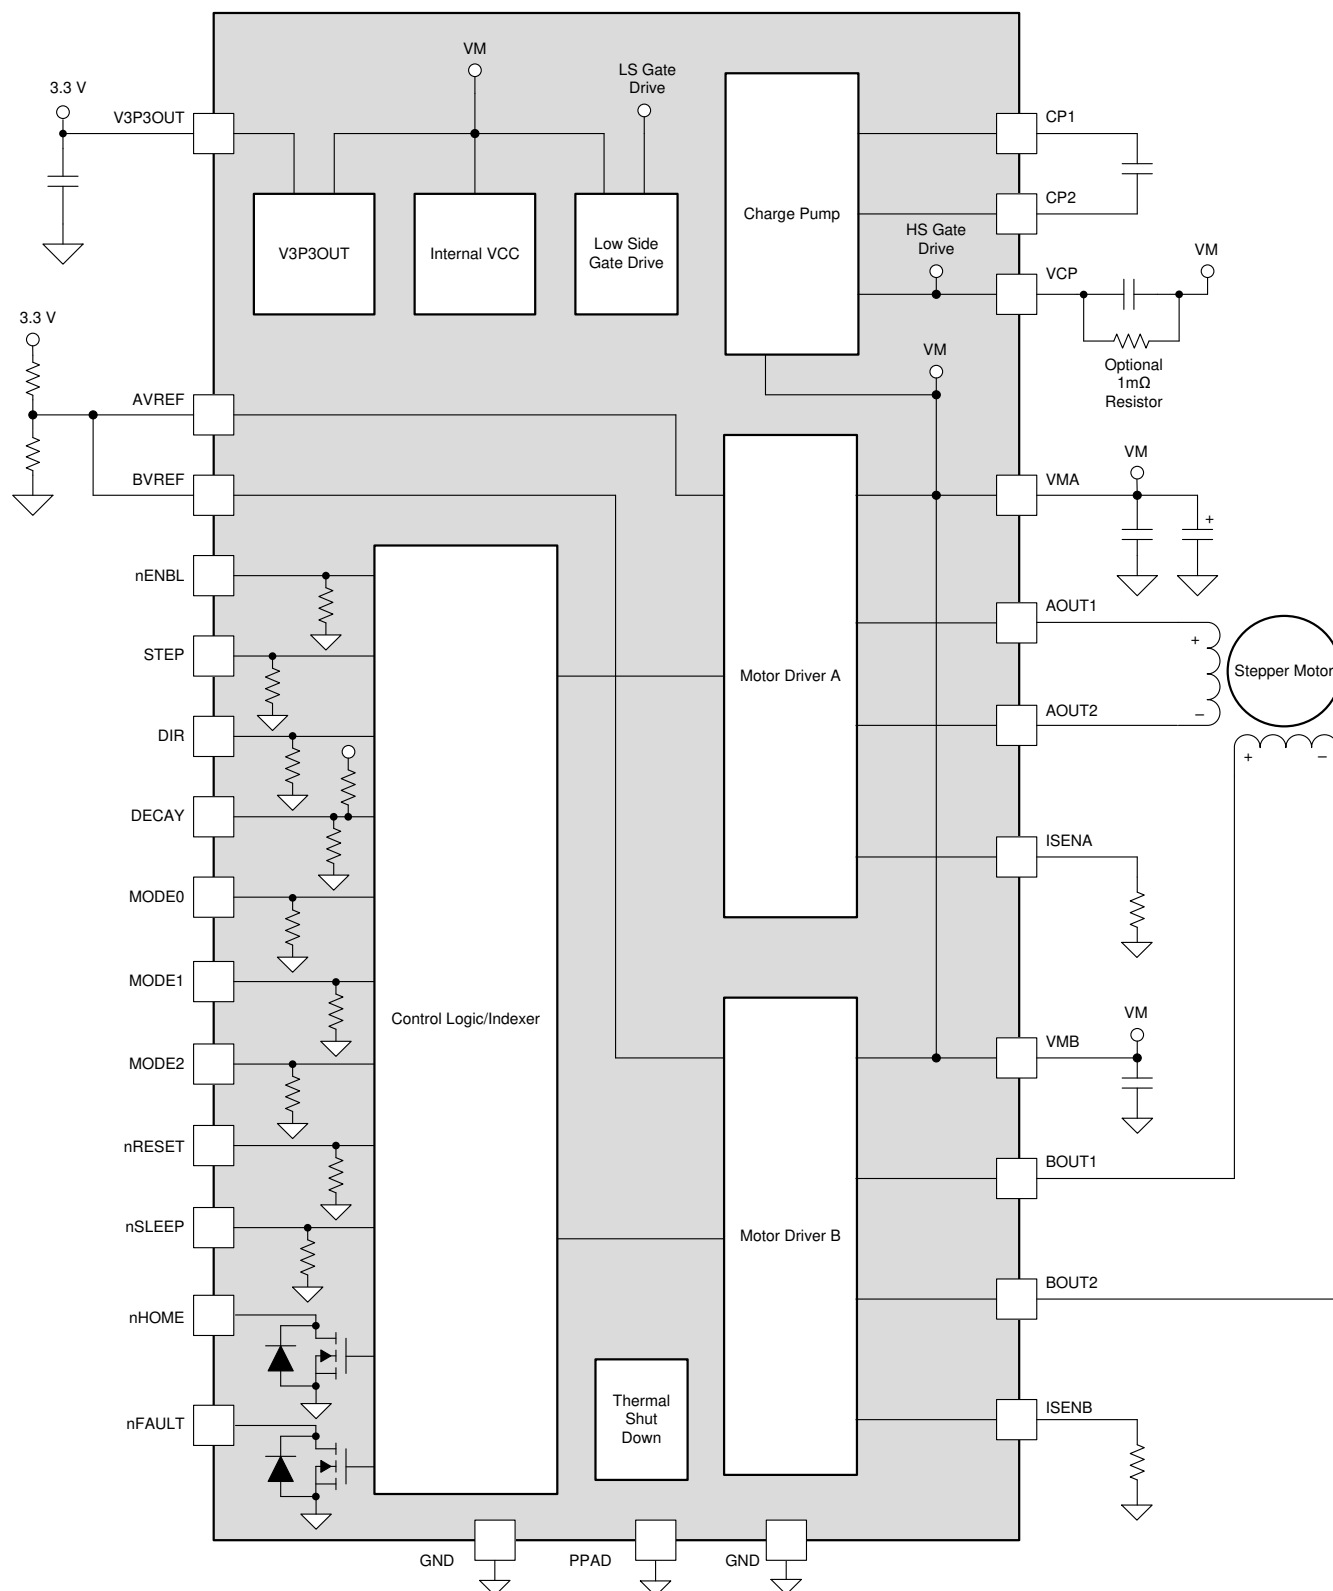 VM
LS Gate
Drive
3.3 V
V3P3OUT
CP1
CP2
Charge Pump
HS Gate
Drive
V3P3OUT
Internal VCC
Low Side
Gate Drive
VCP
VM
3.3 V
VM
Optional
1mΩ
Resistor
AVREF
BVREF
VMA
VM
+
nENBL
AOUT1
STEP
+
Stepper Motor
Motor Driver A
DIR
AOUT2
–
+
–
DECAY
ISENA
MODE0
MODE1
Control Logic/Indexer
VM
MODE2
VMB
nRESET
BOUT1
nSLEEP
Motor Driver B
BOUT2
nHOME
Thermal
Shut
Down
nFAULT
ISENB
GND
PPAD
GND